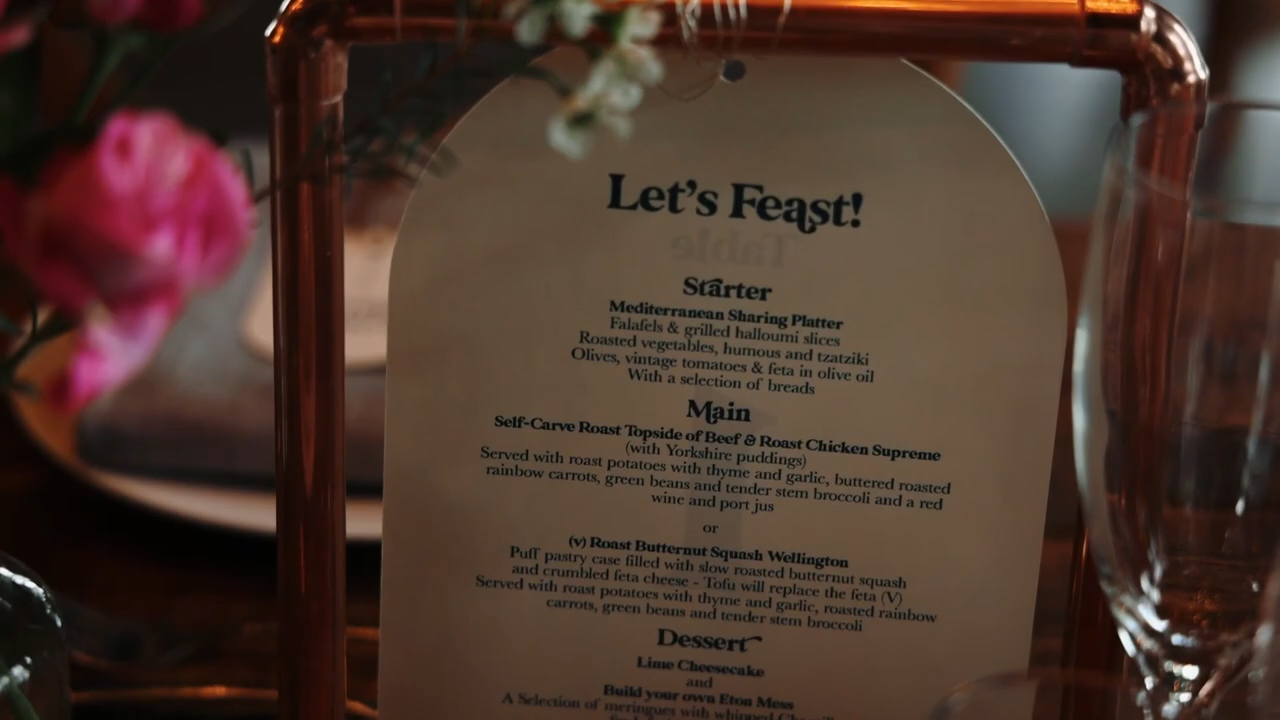 Let's Feast!
Table
Starter
Mediterranean Sharing Platter
Falafels & grilled halloumi slices
Roasted vegetables, humous and tzatziki
Olives, vintage tomatoes & feta in olive oil
With a selection of breads
Main
Self-Carve Roast Topside of Beef & Roast Chicken Supreme
(with Yorkshire puddings)
Served with roast potatoes with thyme and garlic, buttered roasted
rainbow carrots, green beans and tender stem broccoli and a red
wine and port jus
or
(v) Roast Butternut Squash Wellington
Puff pastry case filled with slow roasted butternut squash
and crumbled feta cheese - Tofu will replace the feta (V)
Served with roast potatoes with thyme and garlic, roasted rainbow
carrots, green beans and tender stem broccoli
Dessert
Lime Cheesecake
and
Build your own Eton Mess
A Selection of meringues with whipped